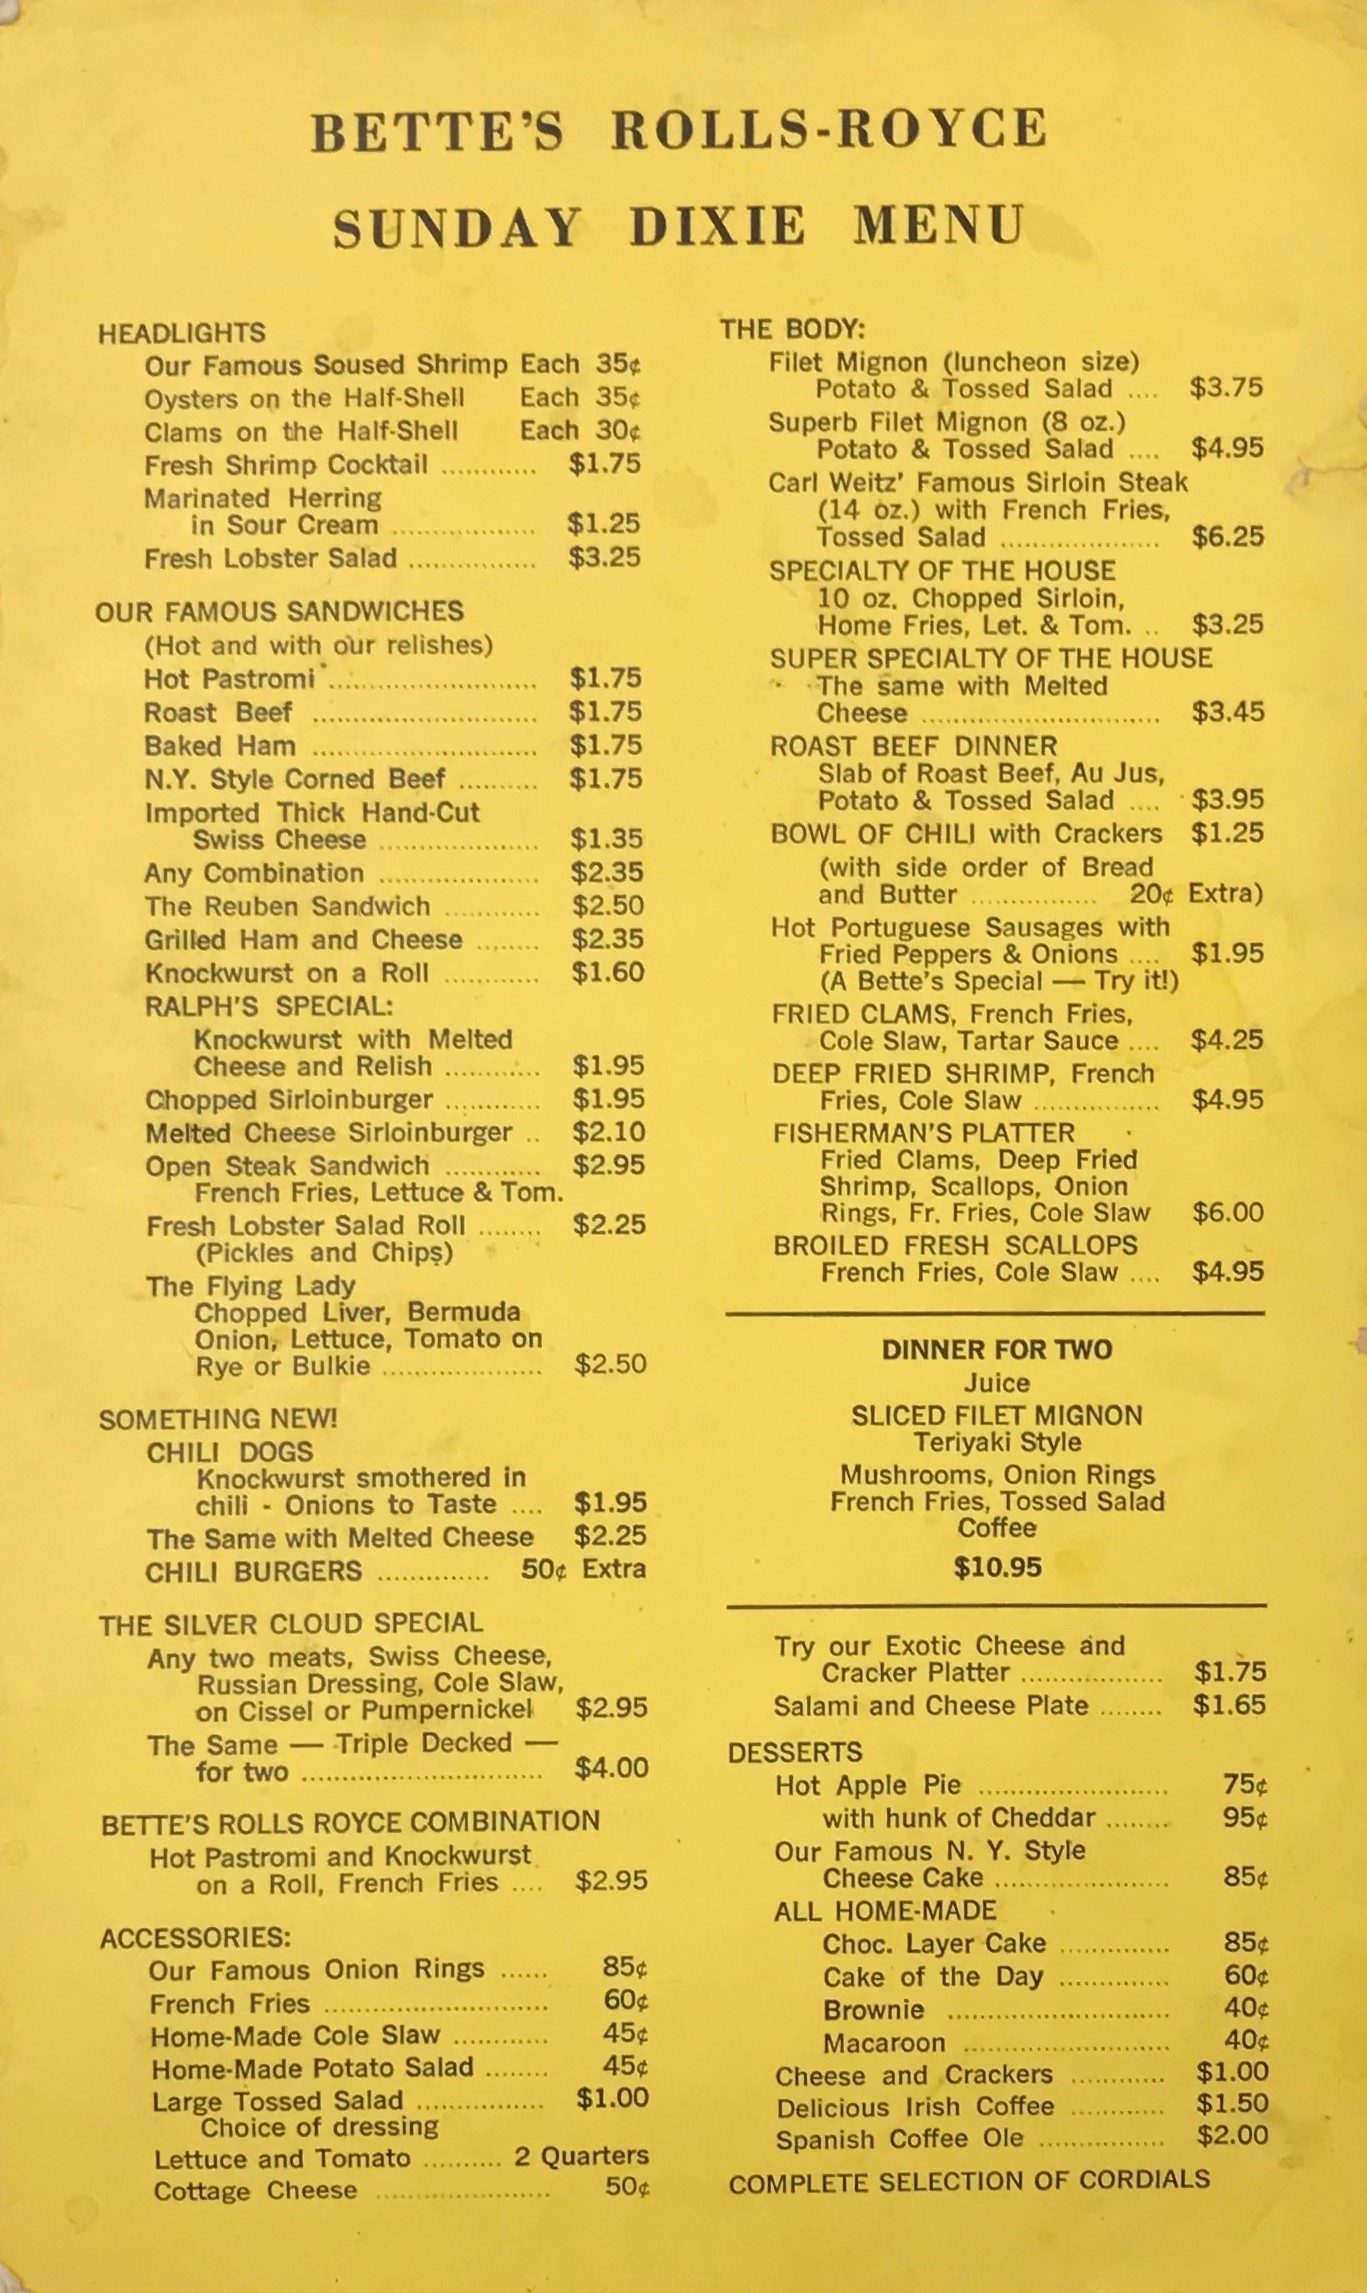 BETTE'S ROLLS-ROYCE
SUNDAY DIXIE MENU
HEADLIGHTS
Our Famous Soused Shrimp Each 35¢
Oysters on the Half-Shell Each 35¢
Clams on the Half-Shell Each 30¢
Fresh Shrimp Cocktail ............ $1.75
Marinated Herring
in Sour Cream .................. $1.25
Fresh Lobster Salad ................ $3.25
OUR FAMOUS SANDWICHES
(Hot and with our relishes)
Hot Pastromi .......................... $1.75
Roast Beef ............................ $1.75
Baked Ham ............................ $1.75
N.Y. Style Corned Beef .......... $1.75
Imported Thick Hand-Cut
Swiss Cheese .................... $1.35
Any Combination .................... $2.35
The Reuben Sandwich ............ $2.50
Grilled Ham and Cheese ........ $2.35
Knockwurst on a Roll ............ $1.60
RALPH'S SPECIAL:
Knockwurst with Melted
Cheese and Relish ............ $1.95
Chopped Sirloinburger ............ $1.95
Melted Cheese Sirloinburger .. $2.10
Open Steak Sandwich ............ $2.95
French Fries, Lettuce & Tom.
Fresh Lobster Salad Roll ........ $2.25
(Pickles and Chips)
The Flying Lady
Chopped Liver, Bermuda
Onion, Lettuce, Tomato on
Rye or Bulkie .................... $2.50
SOMETHING NEW!
CHILI DOGS
Knockwurst smothered in
chili - Onions to Taste .... $1.95
The Same with Melted Cheese $2.25
CHILI BURGERS .............. 50¢ Extra
THE SILVER CLOUD SPECIAL
Any two meats, Swiss Cheese,
Russian Dressing, Cole Slaw,
on Cissel or Pumpernickel $2.95
The Same — Triple Decked —
for two .............................. $4.00
BETTE'S ROLLS ROYCE COMBINATION
Hot Pastromi and Knockwurst
on a Roll, French Fries .... $2.95
ACCESSORIES:
Our Famous Onion Rings ...... 85¢
French Fries ............................ 60¢
Home-Made Cole Slaw ............ 45¢
Home-Made Potato Salad ........ 45¢
Large Tossed Salad ................ $1.00
Choice of dressing
Lettuce and Tomato .......... 2 Quarters
Cottage Cheese ...................... 50¢
THE BODY:
Filet Mignon (luncheon size)
Potato & Tossed Salad .... $3.75
Superb Filet Mignon (8 oz.)
Potato & Tossed Salad .... $4.95
Carl Weitz' Famous Sirloin Steak
(14 oz.) with French Fries,
Tossed Salad .................... $6.25
SPECIALTY OF THE HOUSE
10 oz. Chopped Sirloin,
Home Fries, Let. & Tom. .. $3.25
SUPER SPECIALTY OF THE HOUSE
The same with Melted
Cheese .............................. $3.45
ROAST BEEF DINNER
Slab of Roast Beef, Au Jus,
Potato & Tossed Salad .... $3.95
BOWL OF CHILI with Crackers $1.25
(with side order of Bread
and Butter ................ 20¢ Extra)
Hot Portuguese Sausages with
Fried Peppers & Onions .... $1.95
(A Bette's Special — Try it!)
FRIED CLAMS, French Fries,
Cole Slaw, Tartar Sauce .... $4.25
DEEP FRIED SHRIMP, French
Fries, Cole Slaw ................ $4.95
FISHERMAN'S PLATTER
Fried Clams, Deep Fried
Shrimp, Scallops, Onion
Rings, Fr. Fries, Cole Slaw $6.00
BROILED FRESH SCALLOPS
French Fries, Cole Slaw .... $4.95
DINNER FOR TWO
Juice
SLICED FILET MIGNON
Teriyaki Style
Mushrooms, Onion Rings
French Fries, Tossed Salad
Coffee
$10.95
Try our Exotic Cheese and
Cracker Platter .................. $1.75
Salami and Cheese Plate ........ $1.65
DESSERTS
Hot Apple Pie ........................ 75¢
with hunk of Cheddar ........ 95¢
Our Famous N. Y. Style
Cheese Cake ...................... 85¢
ALL HOME-MADE
Choc. Layer Cake .............. 85¢
Cake of the Day .............. 60¢
Brownie ............................ 40¢
Macaroon .......................... 40¢
Cheese and Crackers ............ $1.00
Delicious Irish Coffee ............ $1.50
Spanish Coffee Ole ................ $2.00
COMPLETE SELECTION OF CORDIALS